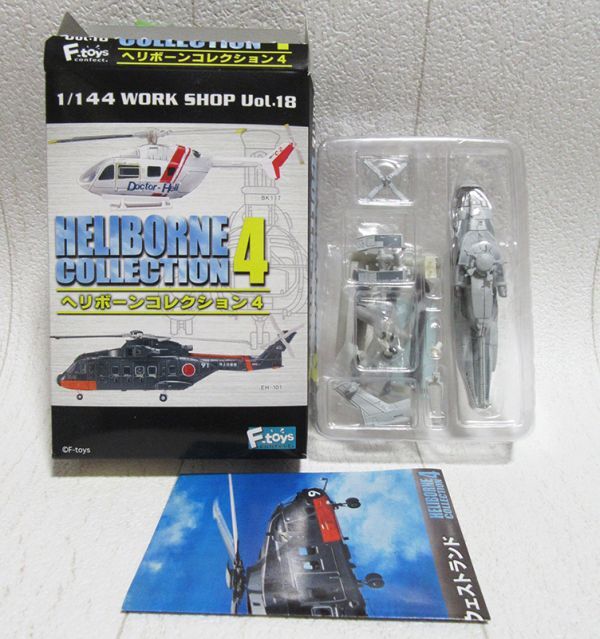 Vol.18
COLLECTION 4
F-toys
confect.
ヘリボーンコレクション4
1/144 WORK SHOP Vol.18
Doctor-Heli
BK117
HELIBORNE
COLLECTION 4
ヘリボーンコレクション4
91
EH-101
©F-toys
F-toys
HELIBORNE
COLLECTION 4
ウェストランド